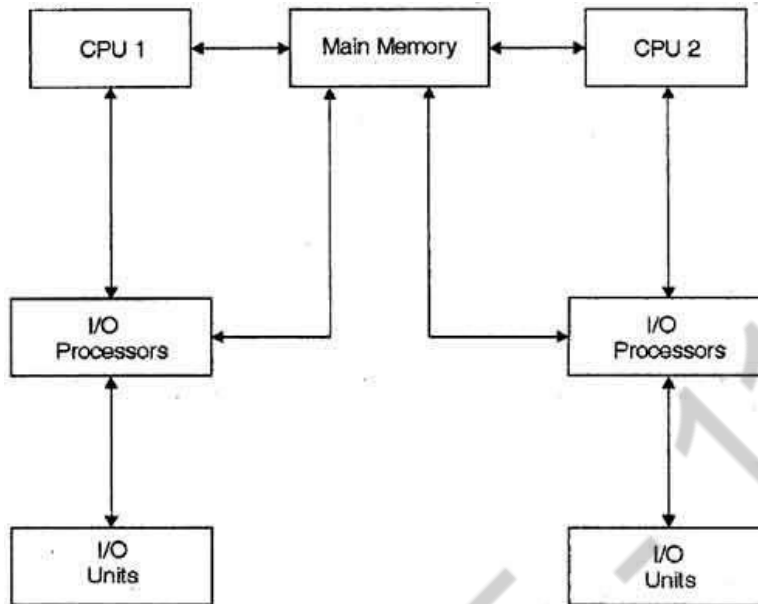 CPU 1
Main Memory
CPU 2
I/O
Processors
I/O
Processors
I/O
Units
I/O
Units